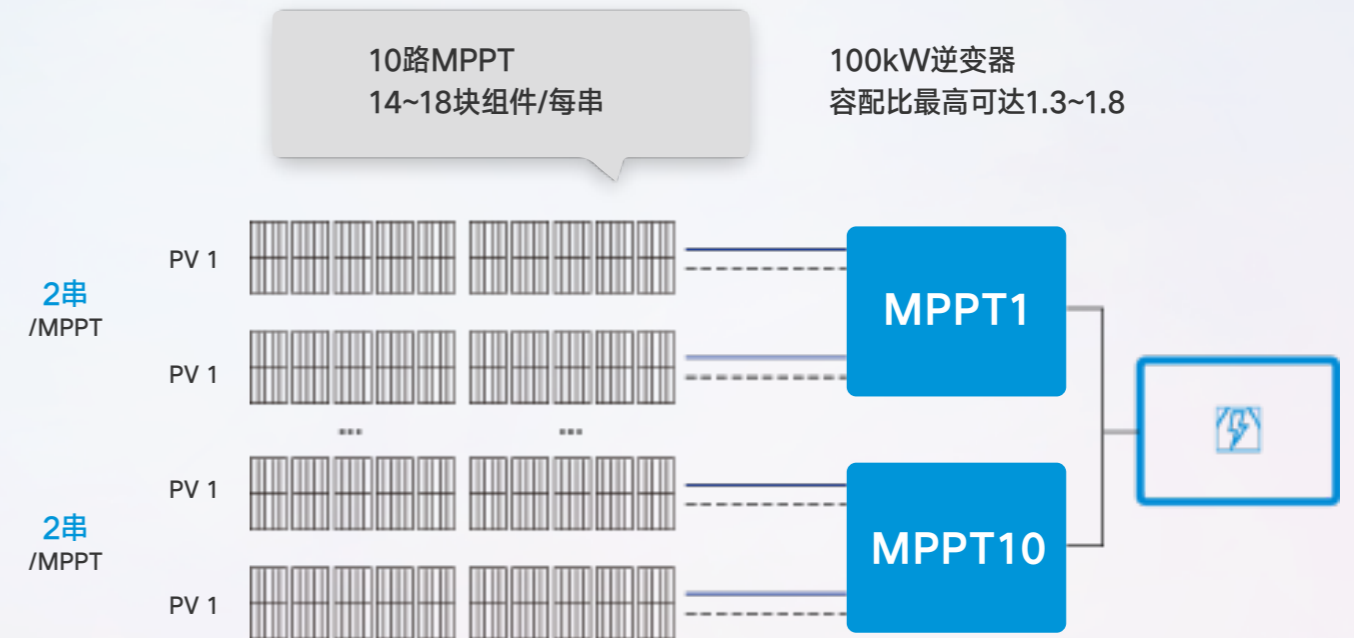 10路MPPT
14~18块组件/每串
100kW逆变器
容配比最高可达1.3~1.8
2串
/MPPT
PV 1
PV 1
MPPT1
...
...
2串
/MPPT
PV 1
PV 1
MPPT10